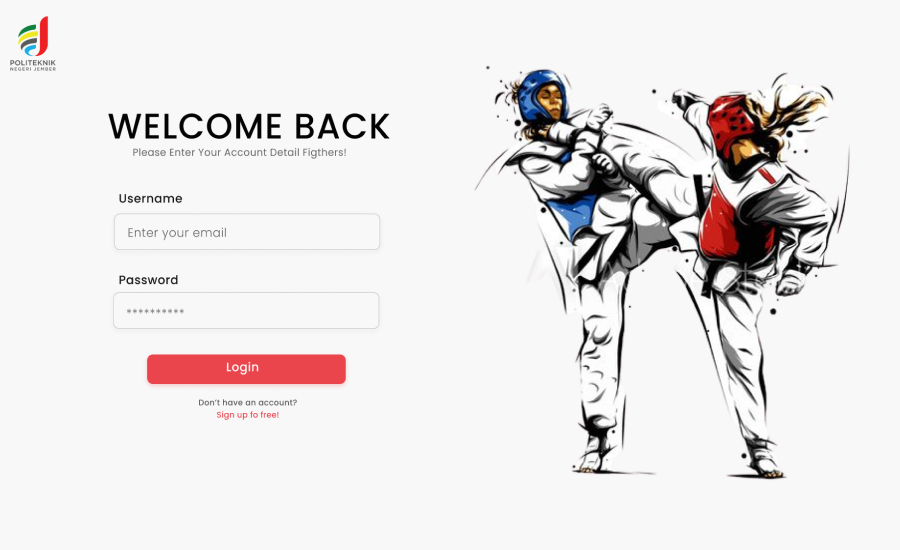 POLITEKNIK
NEGERI JEMBER
WELCOME BACK
Please Enter Your Account Detail Figthers!
Username
Enter your email
Password
**********
Login
Don't have an account?
Sign up fo free!